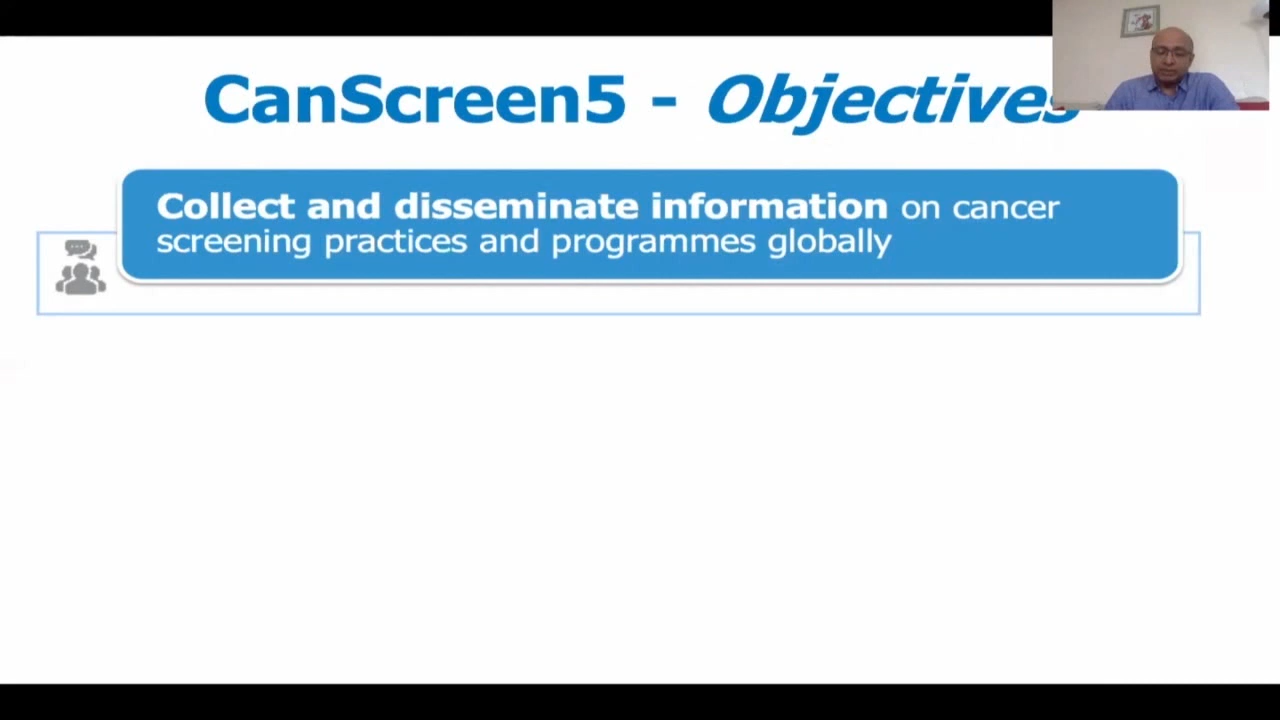 CanScreen5 - Objectives
Collect and disseminate information on cancer
screening practices and programmes globally